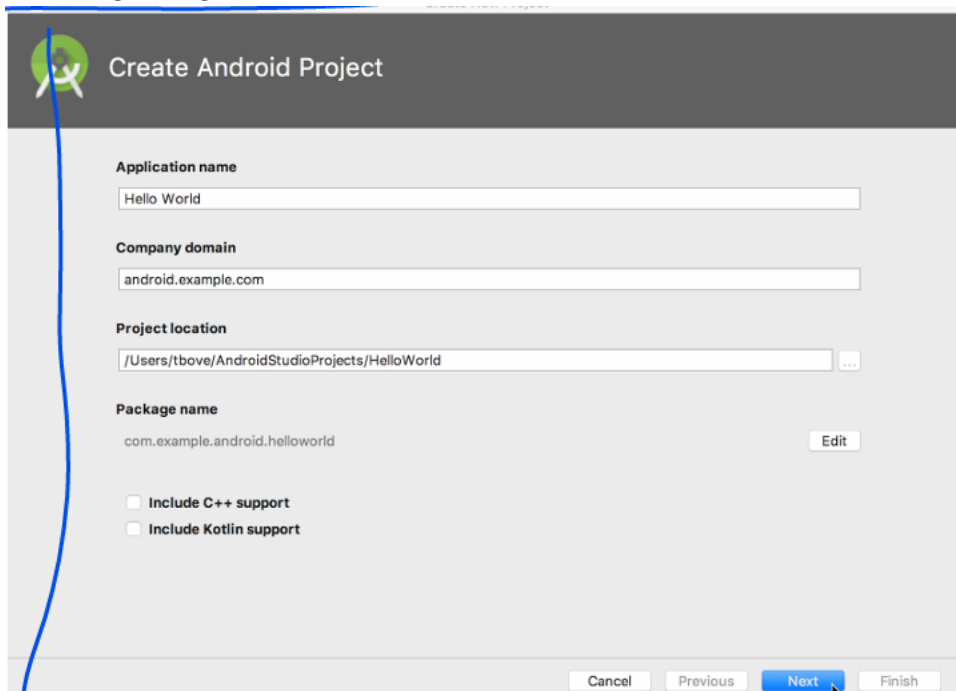 Create Android Project
Application name
Hello World
Company domain
android.example.com
Project location
/Users/tbove/AndroidStudioProjects/HelloWorld
...
Package name
com.example.android.helloworld
Edit
Include C++ support
Include Kotlin support
Cancel Previous Next Finish